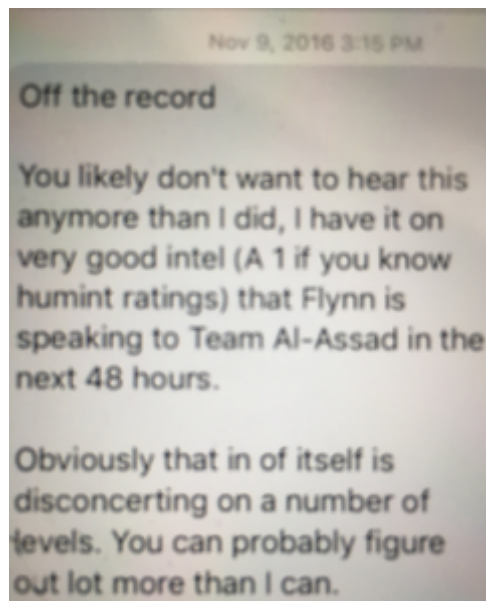 Nov 9, 2016 3:15 PM
Off the record
You likely don't want to hear this
anymore than I did, I have it on
very good intel (A 1 if you know
humint ratings) that Flynn is
speaking to Team Al-Assad in the
next 48 hours.
Obviously that in of itself is
disconcerting on a number of
levels. You can probably figure
out lot more than I can.